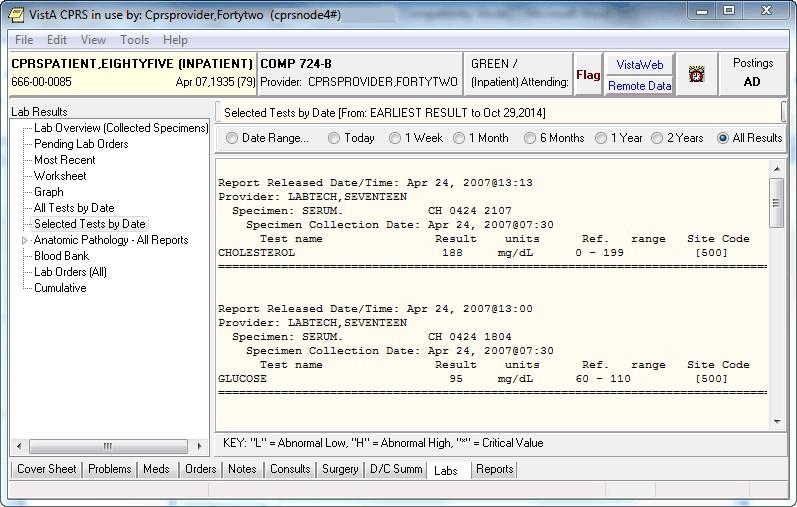 VistA CPRS in use by: Cprsprovider,Fortytwo (cprsnode4#)
File Edit View Tools Help
CPRSPATIENT,EIGHTYFIVE (INPATIENT) COMP 724-B GREEN / Flag VistaWeb Postings
666-00-0085 Apr 07,1935 (79) Provider: CPRSPROVIDER,FORTYTWO (Inpatient) Attending: Remote Data AD
Lab Results
Lab Overview (Collected Specimens)
Pending Lab Orders
Most Recent
Worksheet
Graph
All Tests by Date
Selected Tests by Date
Anatomic Pathology - All Reports
Blood Bank
Lab Orders (All)
Cumulative
Selected Tests by Date [From: EARLIEST RESULT to Oct 29,2014]
Date Range... Today 1 Week 1 Month 6 Months 1 Year 2 Years All Results
Report Released Date/Time: Apr 24, 2007@13:13
Provider: LABTECH,SEVENTEEN
Specimen: SERUM. CH 0424 2107
Specimen Collection Date: Apr 24, 2007@07:30
Test name Result units Ref. range Site Code
CHOLESTEROL 188 mg/dL 0 - 199 [500]
Report Released Date/Time: Apr 24, 2007@13:00
Provider: LABTECH,SEVENTEEN
Specimen: SERUM. CH 0424 1804
Specimen Collection Date: Apr 24, 2007@07:30
Test name Result units Ref. range Site Code
GLUCOSE 95 mg/dL 60 - 110 [500]
KEY: "L" = Abnormal Low, "H" = Abnormal High, "*" = Critical Value
Cover Sheet Problems Meds Orders Notes Consults Surgery D/C Summ Labs Reports